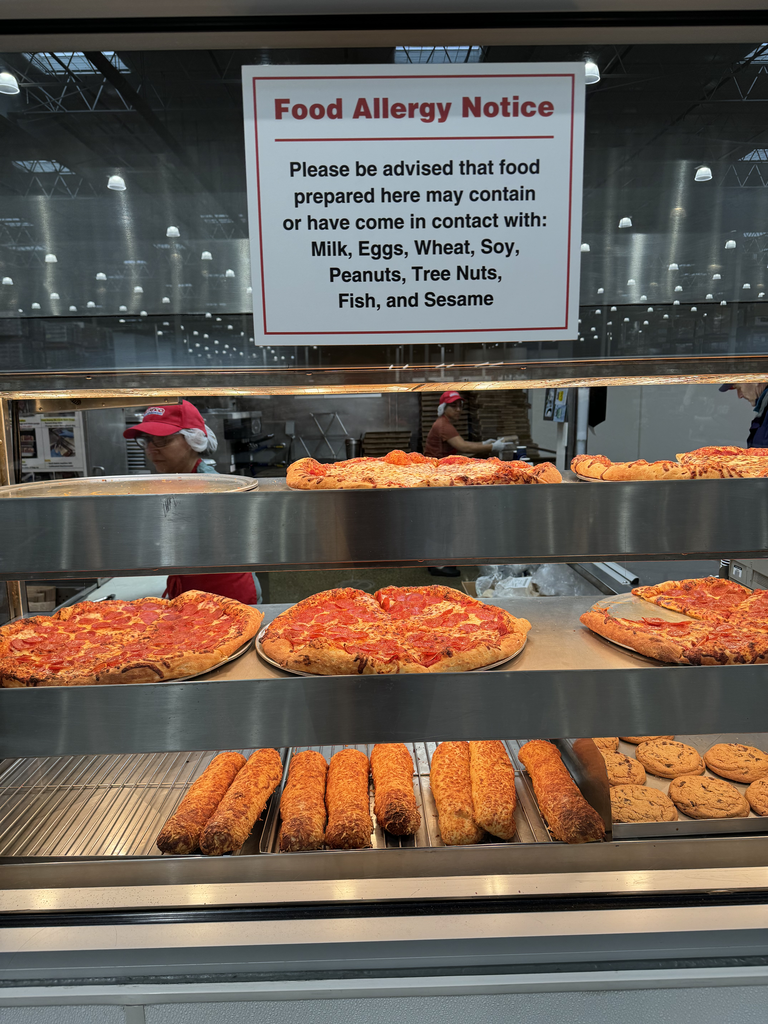 Food Allergy Notice
Please be advised that food
prepared here may contain
or have come in contact with:
Milk, Eggs, Wheat, Soy,
Peanuts, Tree Nuts,
Fish, and Sesame